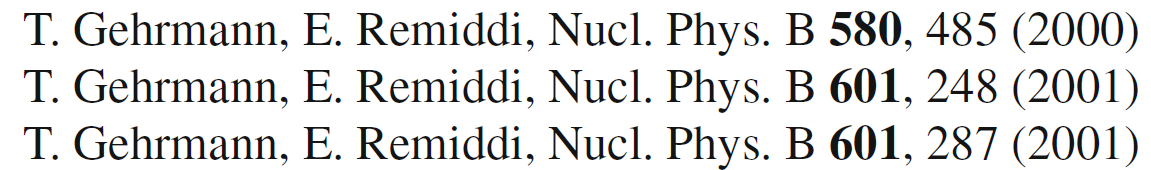 T. Gehrmann, E. Remiddi, Nucl. Phys. B 580, 485 (2000)
T. Gehrmann, E. Remiddi, Nucl. Phys. B 601, 248 (2001)
T. Gehrmann, E. Remiddi, Nucl. Phys. B 601, 287 (2001)